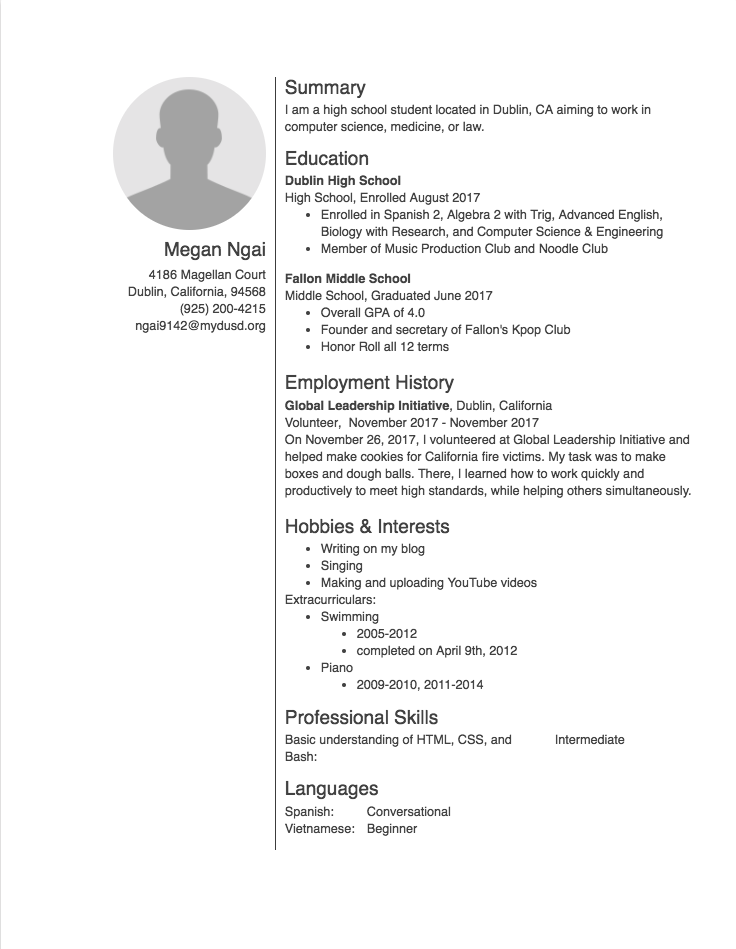 Megan Ngai
4186 Magellan Court
Dublin, California, 94568
(925) 200-4215
ngai9142@mydusd.org
Summary
I am a high school student located in Dublin, CA aiming to work in
computer science, medicine, or law.
Education
Dublin High School
High School, Enrolled August 2017
• Enrolled in Spanish 2, Algebra 2 with Trig, Advanced English,
Biology with Research, and Computer Science & Engineering
• Member of Music Production Club and Noodle Club
Fallon Middle School
Middle School, Graduated June 2017
• Overall GPA of 4.0
• Founder and secretary of Fallon's Kpop Club
• Honor Roll all 12 terms
Employment History
Global Leadership Initiative, Dublin, California
Volunteer,  November 2017 - November 2017
On November 26, 2017, I volunteered at Global Leadership Initiative and
helped make cookies for California fire victims. My task was to make
boxes and dough balls. There, I learned how to work quickly and
productively to meet high standards, while helping others simultaneously.
Hobbies & Interests
• Writing on my blog
• Singing
• Making and uploading YouTube videos
Extracurriculars:
• Swimming
• 2005-2012
• completed on April 9th, 2012
• Piano
• 2009-2010, 2011-2014
Professional Skills
Basic understanding of HTML, CSS, and Intermediate
Bash:
Languages
Spanish: Conversational
Vietnamese: Beginner